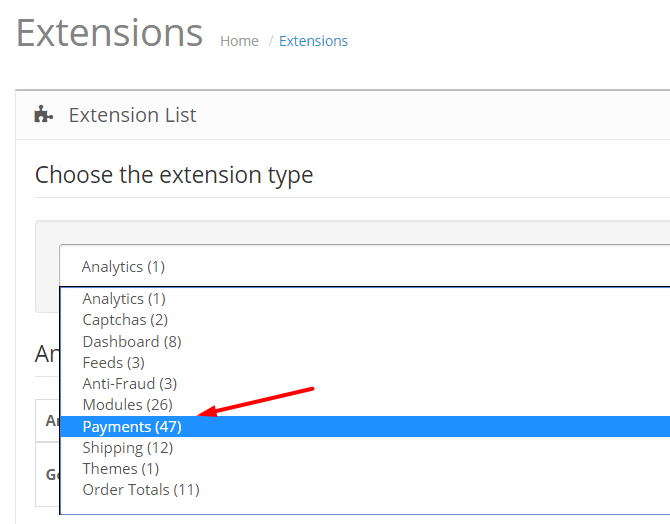 Extensions Home / Extensions
Extension List
Choose the extension type
Analytics (1)
Analytics (1)
Captchas (2)
Dashboard (8)
Feeds (3)
Anti-Fraud (3)
Modules (26)
Payments (47)
Shipping (12)
Themes (1)
Order Totals (11)